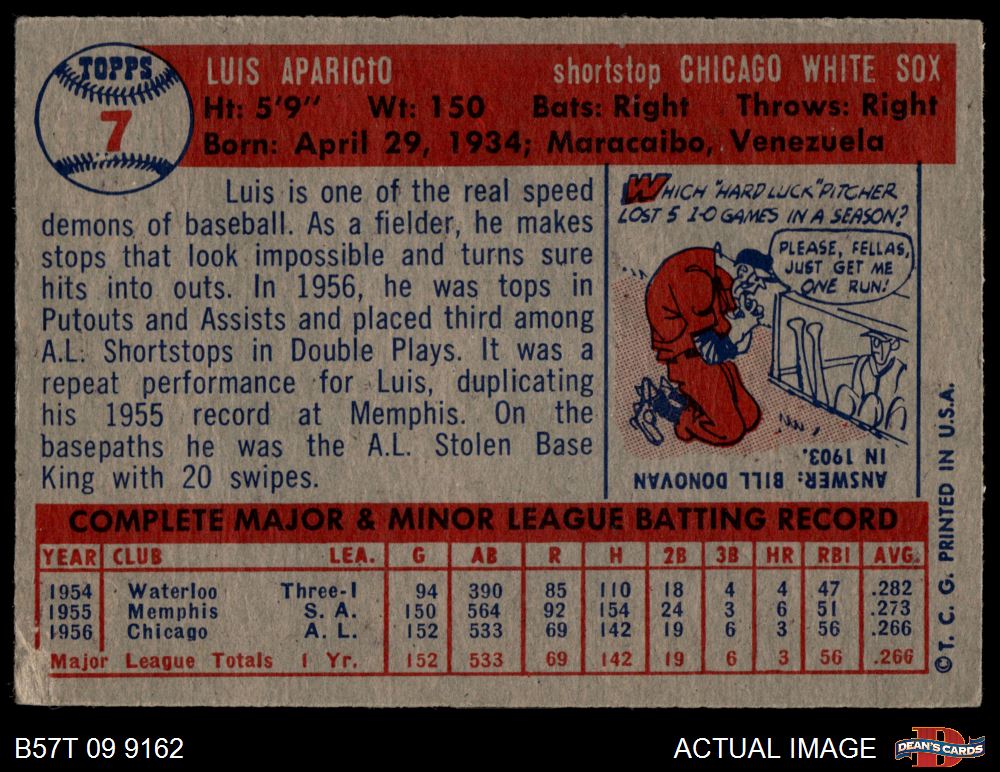 TOPPS
7
LUIS APARICIO shortstop CHICAGO WHITE SOX
Ht: 5'9" Wt: 150 Bats: Right Throws: Right
Born: April 29, 1934; Maracaibo, Venezuela
Luis is one of the real speed
demons of baseball. As a fielder, he makes
stops that look impossible and turns sure
hits into outs. In 1956, he was tops in
Putouts and Assists and placed third among
A.L. Shortstops in Double Plays. It was a
repeat performance for Luis, duplicating
his 1955 record at Memphis. On the
basepaths he was the A.L. Stolen Base
King with 20 swipes.
WHICH "HARD LUCK" PITCHER
LOST 5 1-0 GAMES IN A SEASON?
PLEASE, FELLAS,
JUST GET ME
ONE RUN!
ANSWER: BILL DONOVAN
IN 1903.
COMPLETE MAJOR & MINOR LEAGUE BATTING RECORD
YEAR CLUB LEA. G AB R H 2B 3B HR RBI AVG.
1954 Waterloo Three-I 94 390 85 110 18 4 4 47 .282
1955 Memphis S. A. 150 564 92 154 24 3 6 51 .273
1956 Chicago A. L. 152 533 69 142 19 6 3 56 .266
Major League Totals 1 Yr. 152 533 69 142 19 6 3 56 .266
© T. C. G. PRINTED IN U.S.A.
B57T 09 9162 ACTUAL IMAGE
DEAN'S CARDS